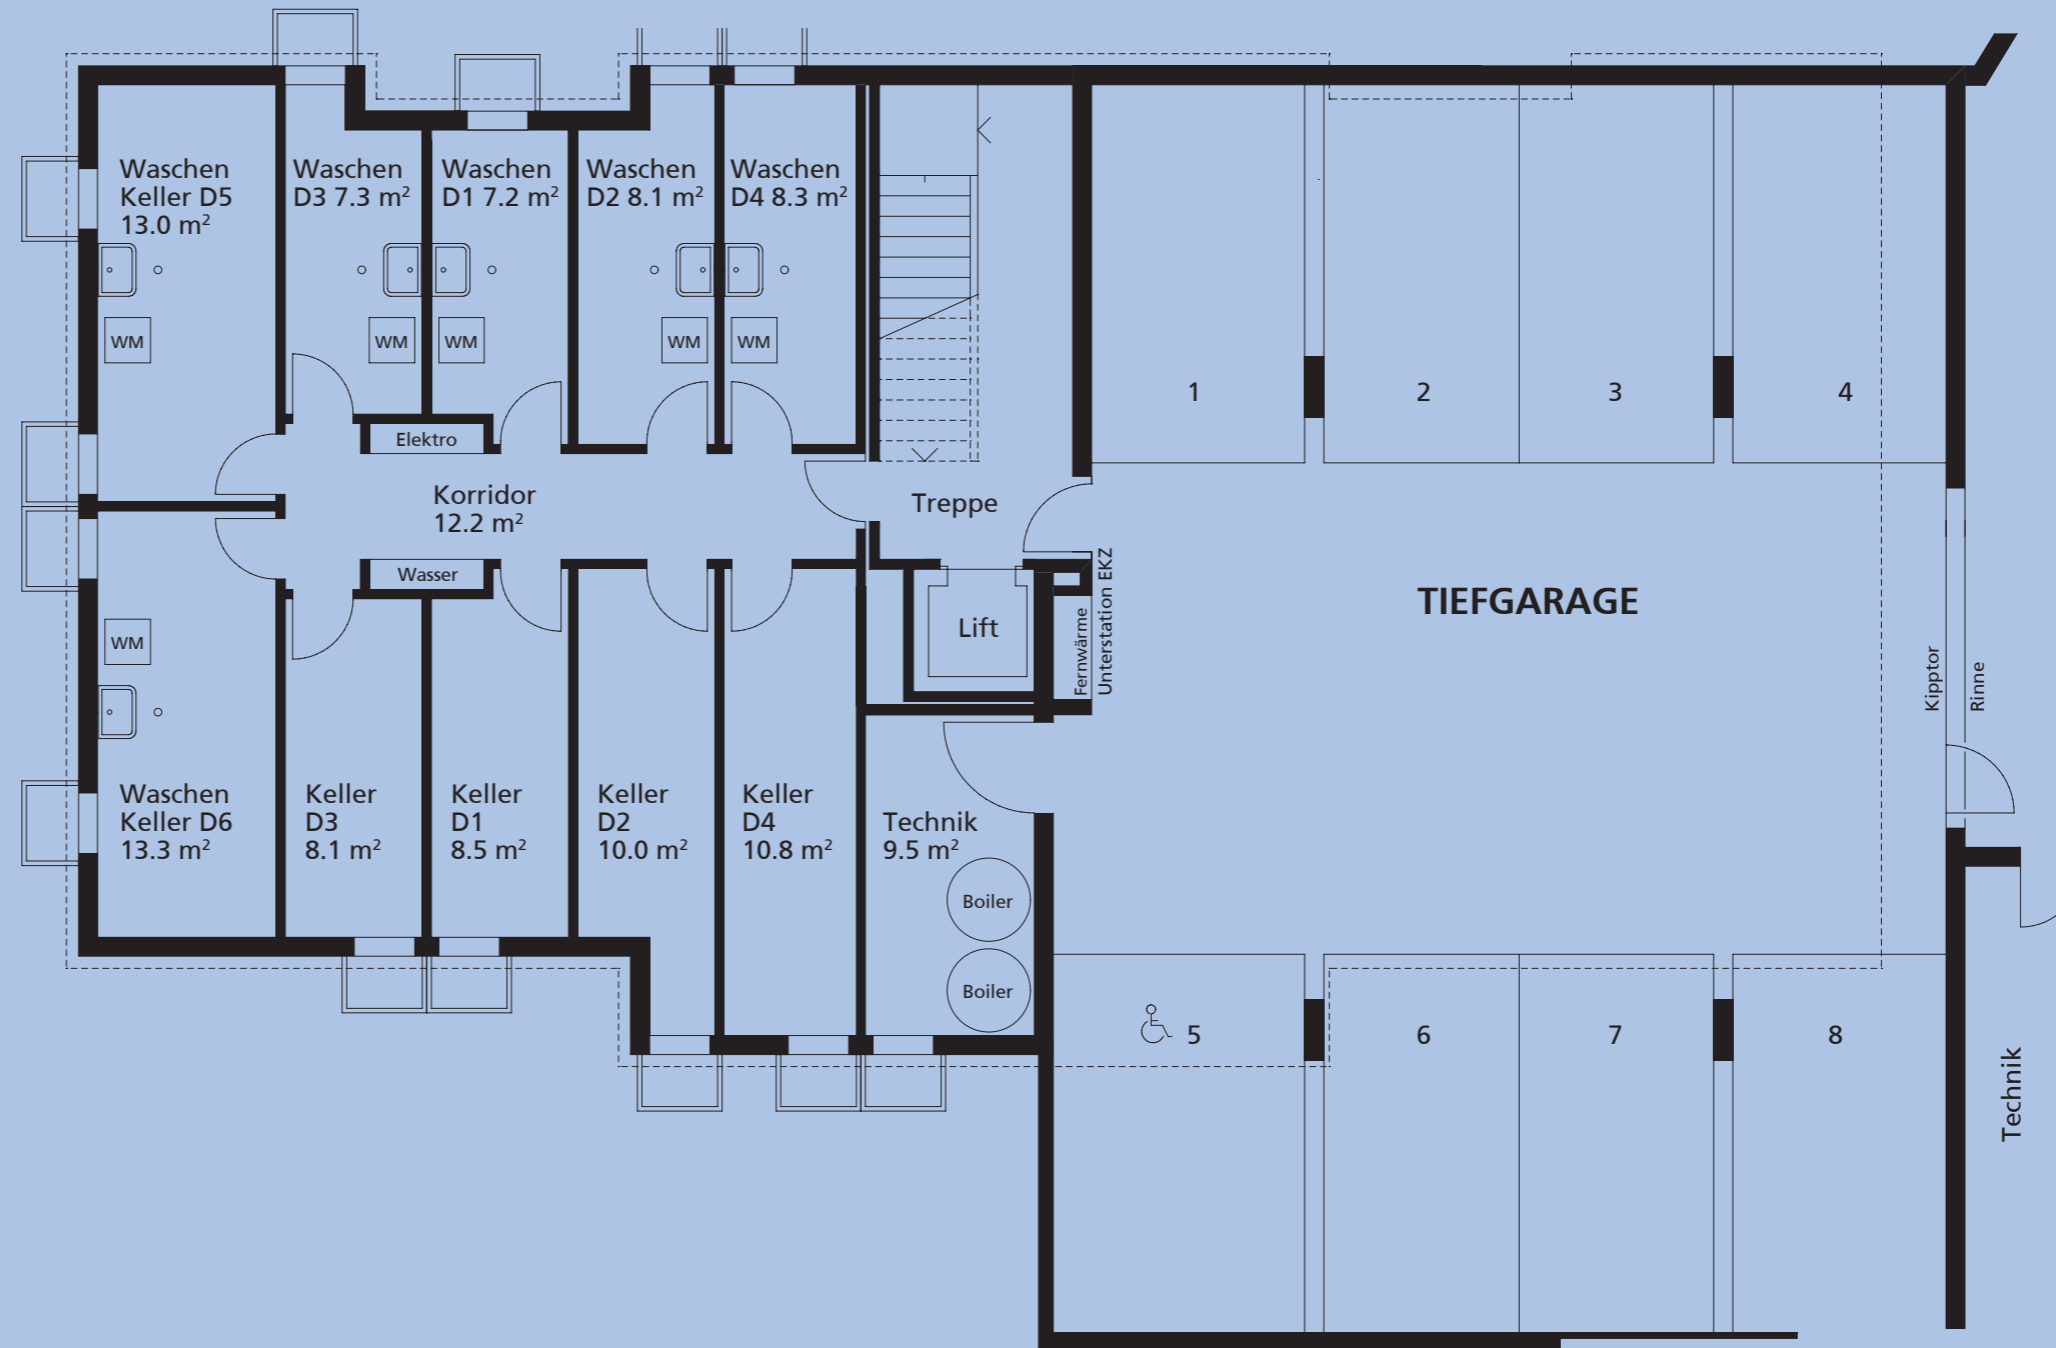 Waschen
Keller D5
13.0 m²
Waschen
D3 7.3 m²
Waschen
D1 7.2 m²
Waschen
D2 8.1 m²
Waschen
D4 8.3 m²
WM
WM
WM
WM
WM
1
2
3
4
Elektro
Korridor
12.2 m²
Treppe
Wasser
Lift
Fernwärme
Unterstation EKZ
TIEFGARAGE
Kipptor
Rinne
WM
Waschen
Keller D6
13.3 m²
Keller
D3
8.1 m²
Keller
D1
8.5 m²
Keller
D2
10.0 m²
Keller
D4
10.8 m²
Technik
9.5 m²
Boiler
Boiler
5
6
7
8
Technik